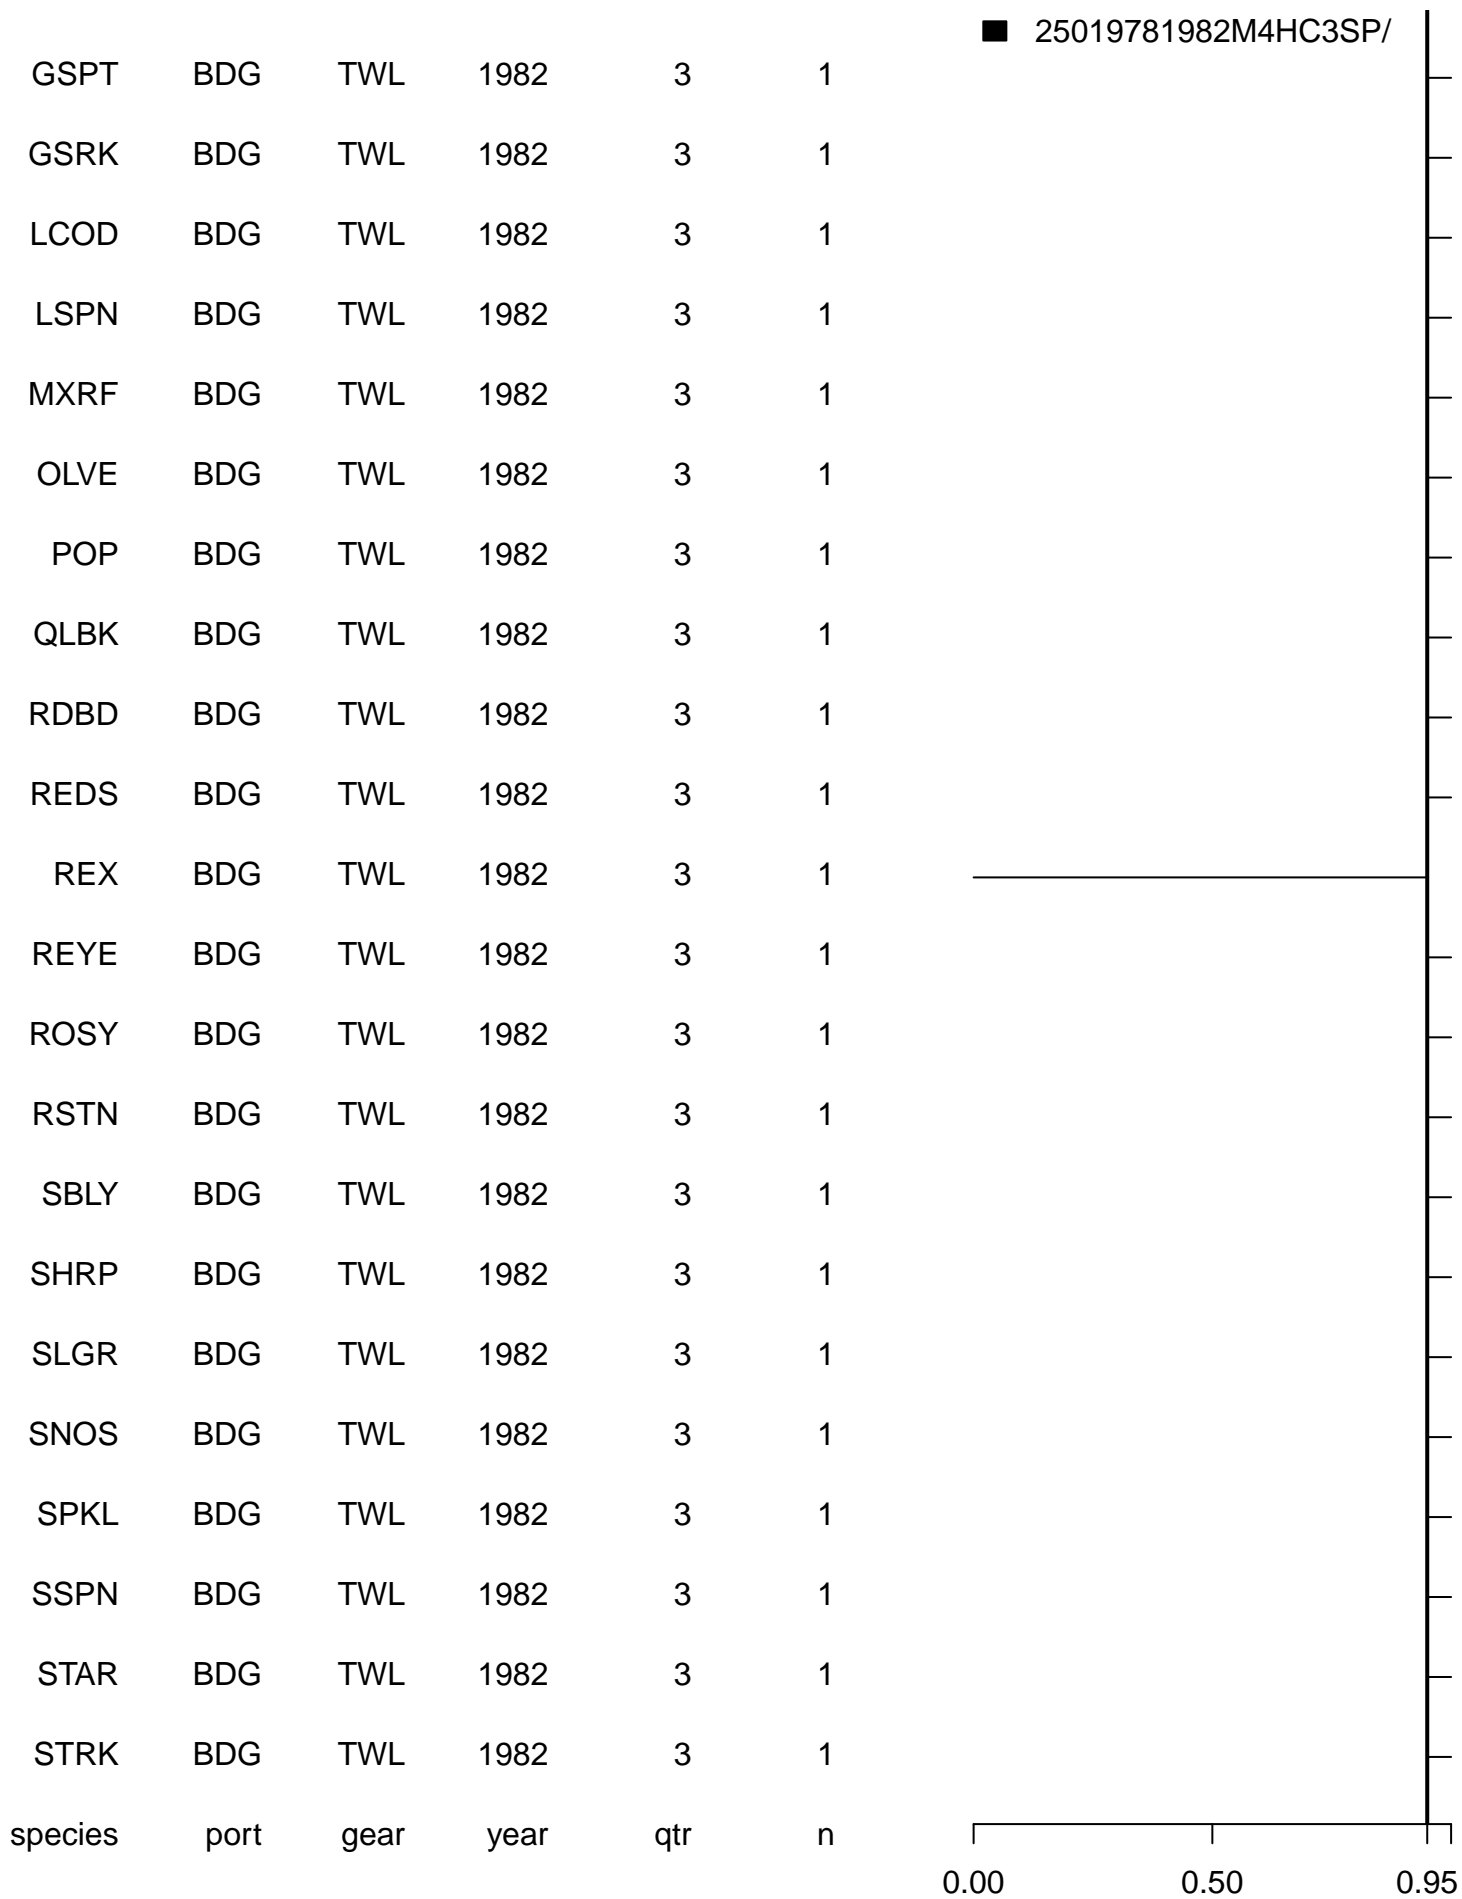 25019781982M4HC3SP/
GSPT BDG TWL 1982 3 1
GSRK BDG TWL 1982 3 1
LCOD BDG TWL 1982 3 1
LSPN BDG TWL 1982 3 1
MXRF BDG TWL 1982 3 1
OLVE BDG TWL 1982 3 1
POP BDG TWL 1982 3 1
QLBK BDG TWL 1982 3 1
RDBD BDG TWL 1982 3 1
REDS BDG TWL 1982 3 1
REX BDG TWL 1982 3 1
REYE BDG TWL 1982 3 1
ROSY BDG TWL 1982 3 1
RSTN BDG TWL 1982 3 1
SBLY BDG TWL 1982 3 1
SHRP BDG TWL 1982 3 1
SLGR BDG TWL 1982 3 1
SNOS BDG TWL 1982 3 1
SPKL BDG TWL 1982 3 1
SSPN BDG TWL 1982 3 1
STAR BDG TWL 1982 3 1
STRK BDG TWL 1982 3 1
species port gear year qtr n
0.00 0.50 0.95